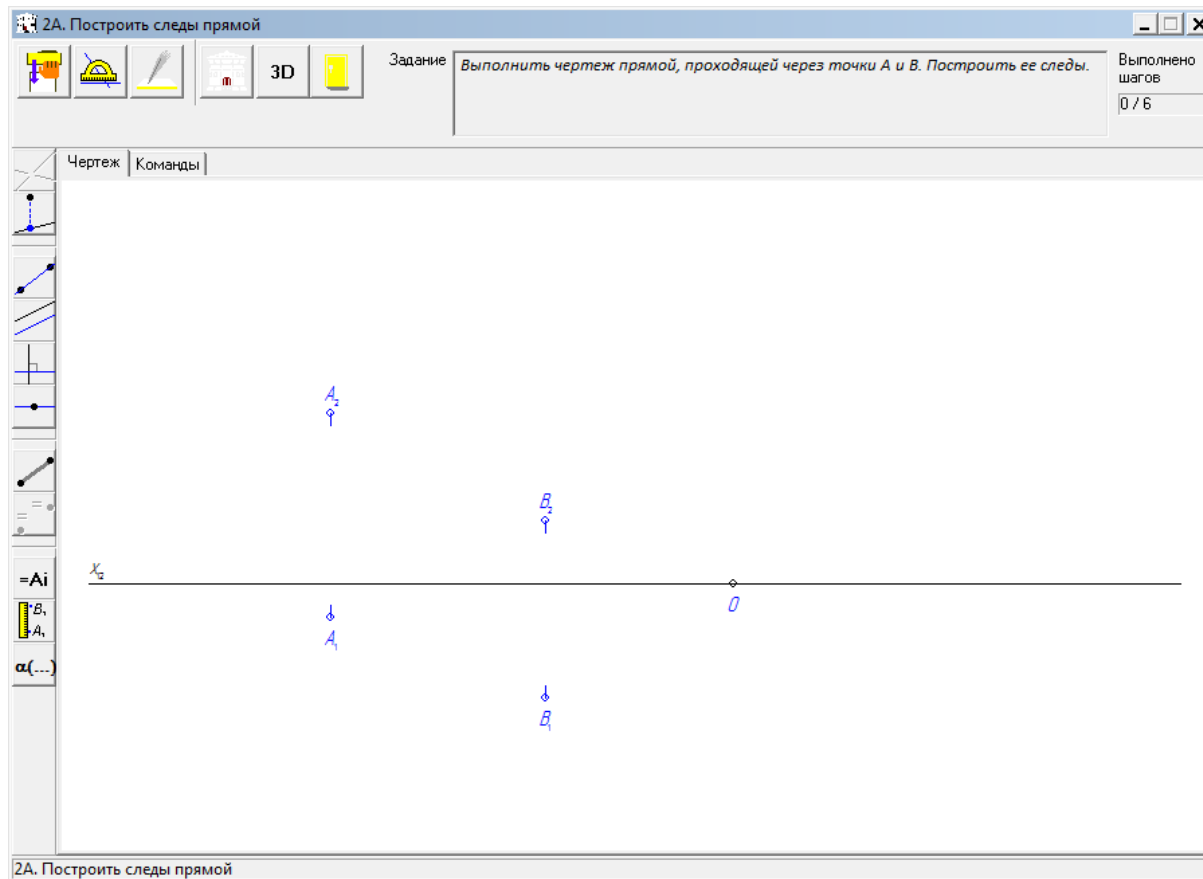 2А. Построить следы прямой
3D
Задание
Выполнить чертеж прямой, проходящей через точки А и В. Построить ее следы.
Выполнено
шагов
0 / 6
Чертеж
Команды
A₂
B₂
X₁₂
O
A₁
B₁
=Ai
B₁
A₁
α(...)
2А. Построить следы прямой